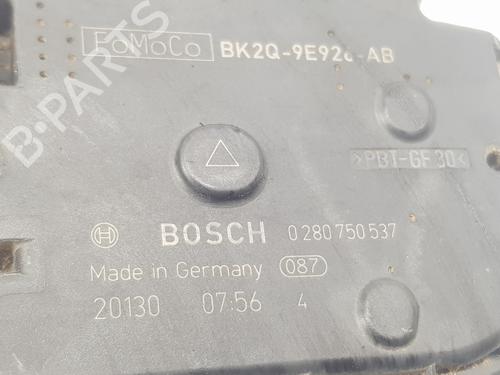 FoMoCo BK2Q-9E926-AB
>PBT-GF30<
BOSCH 0 280 750 537
Made in Germany 087
20130 07:56 4
B-PARTS